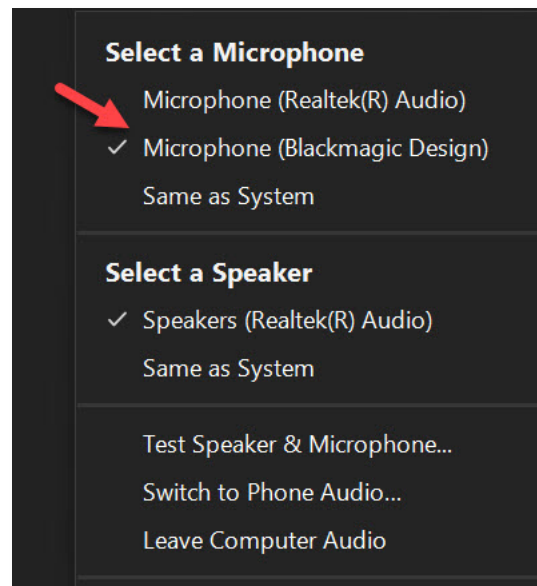 Select a Microphone
Microphone (Realtek(R) Audio)
Microphone (Blackmagic Design)
Same as System
Select a Speaker
Speakers (Realtek(R) Audio)
Same as System
Test Speaker & Microphone...
Switch to Phone Audio...
Leave Computer Audio